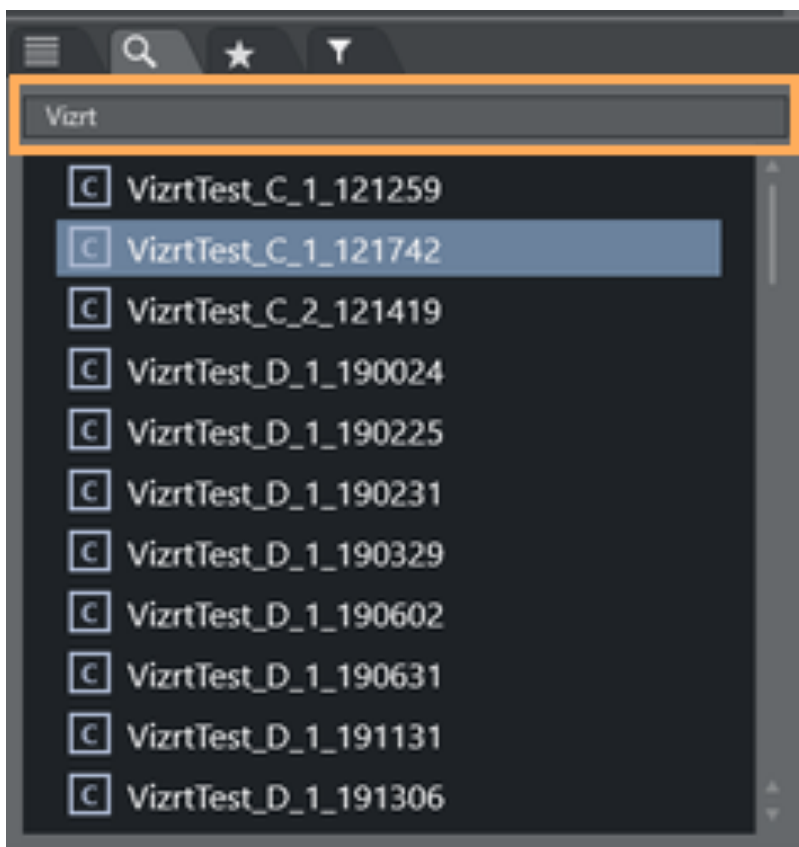 Vizrt
C VizrtTest_C_1_121259
C VizrtTest_C_1_121742
C VizrtTest_C_2_121419
C VizrtTest_D_1_190024
C VizrtTest_D_1_190225
C VizrtTest_D_1_190231
C VizrtTest_D_1_190329
C VizrtTest_D_1_190602
C VizrtTest_D_1_190631
C VizrtTest_D_1_191131
C VizrtTest_D_1_191306